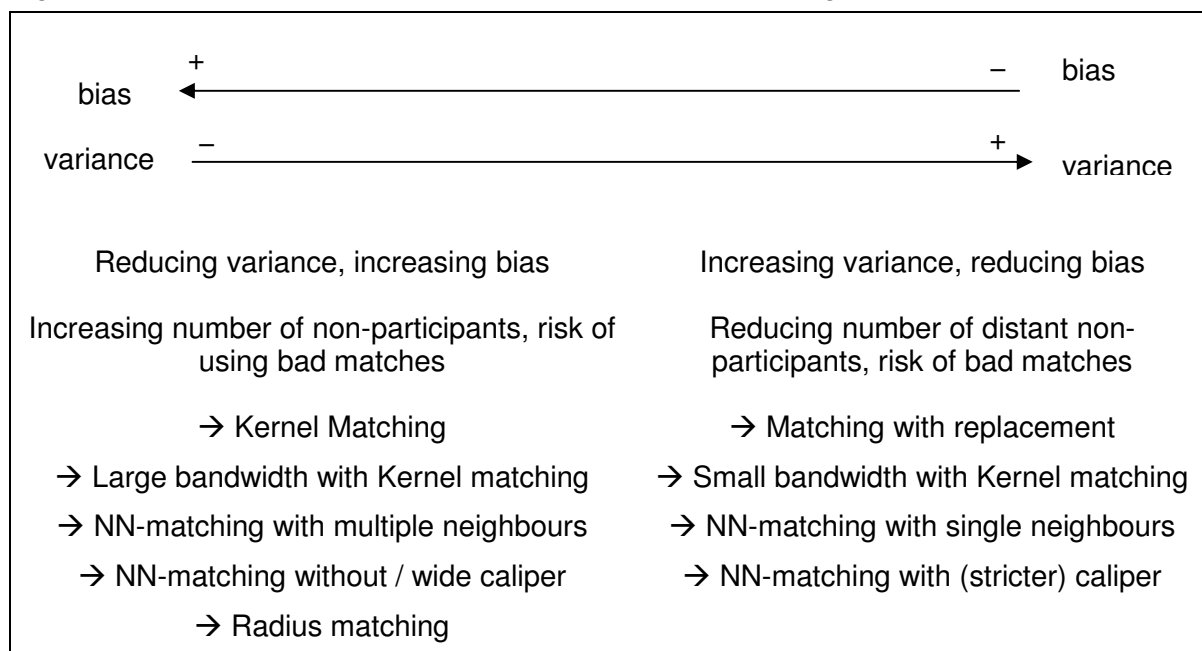 + – bias
bias
– +
variance variance
Reducing variance, increasing bias Increasing variance, reducing bias
Increasing number of non-participants, risk of using bad matches
Reducing number of distant non-participants, risk of bad matches
→ Kernel Matching → Matching with replacement
→ Large bandwidth with Kernel matching → Small bandwidth with Kernel matching
→ NN-matching with multiple neighbours → NN-matching with single neighbours
→ NN-matching without / wide caliper → NN-matching with (stricter) caliper
→ Radius matching